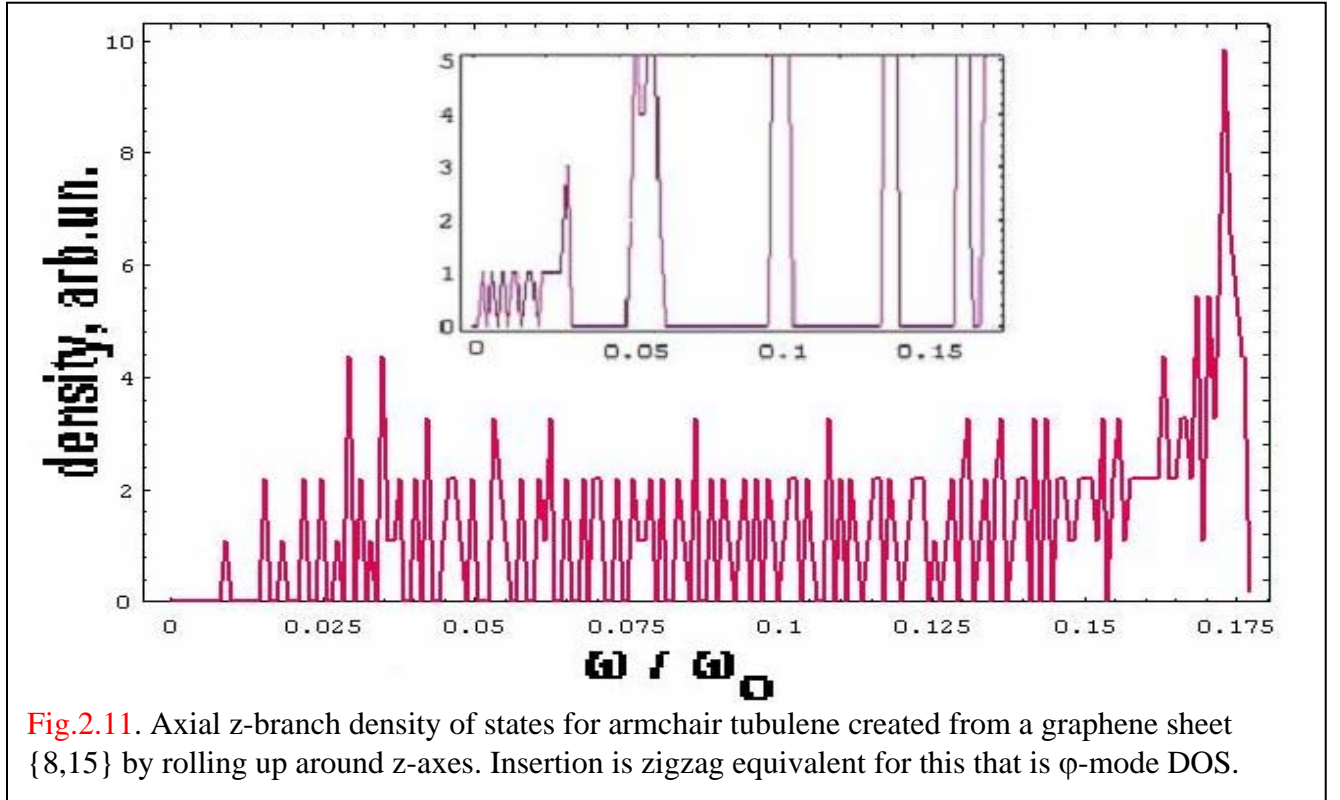 10
8
6
4
2
0
density, arb.un.
5
4
3
2
1
0
0 0.05 0.1 0.15
0 0.025 0.05 0.075 0.1 0.125 0.15 0.175
ω / ω₀
Fig.2.11. Axial z-branch density of states for armchair tubulene created from a graphene sheet
{8,15} by rolling up around z-axes. Insertion is zigzag equivalent for this that is φ-mode DOS.